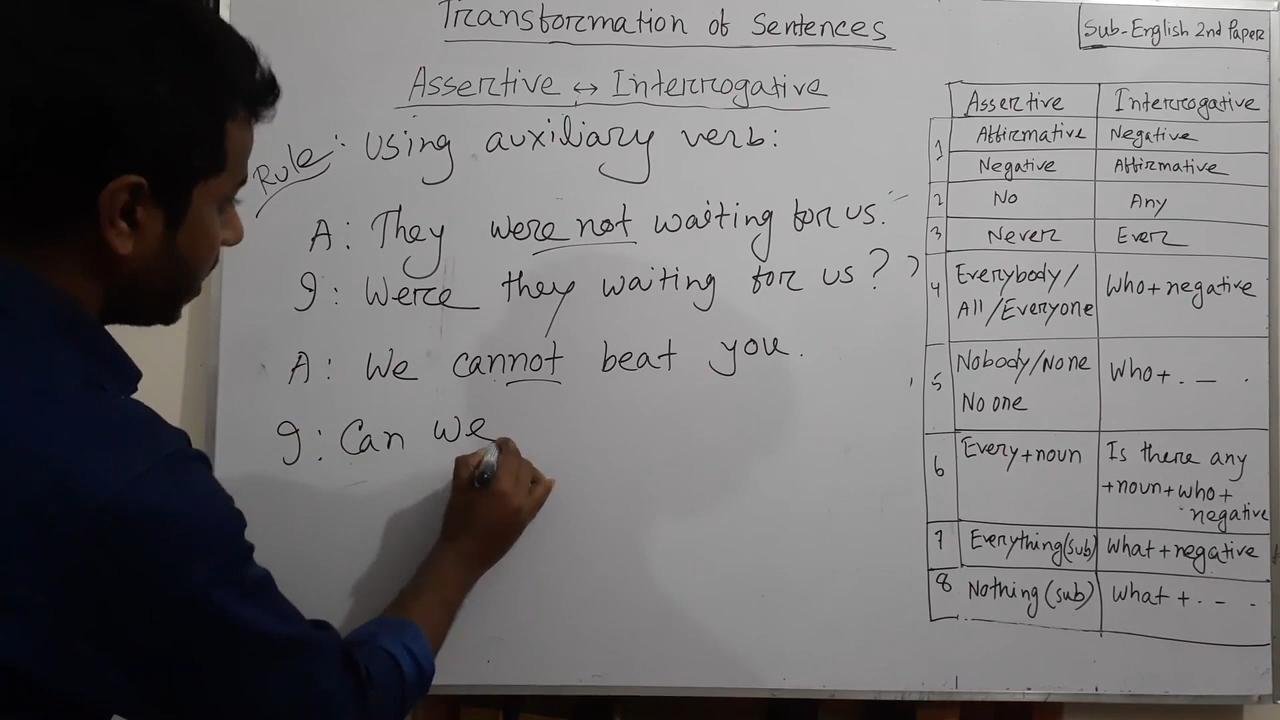 Transformation of Sentences
Sub-English 2nd Paper
Assertive ↔ Interrogative
Rule: Using auxiliary verb:
A: They were not waiting for us.
I: Were they waiting for us?
A: We cannot beat you.
I: Can we
Assertive Interrogative
1 Affirmative Negative
Negative Affirmative
2 No Any
3 Never Ever
4 Everybody/ Who+negative
All/Everyone
5 Nobody/None Who+. _ .
No one
6 Every+noun Is there any
+noun+who+
negative
7 Everything(sub) What+negative
8 Nothing(sub) What+. - .